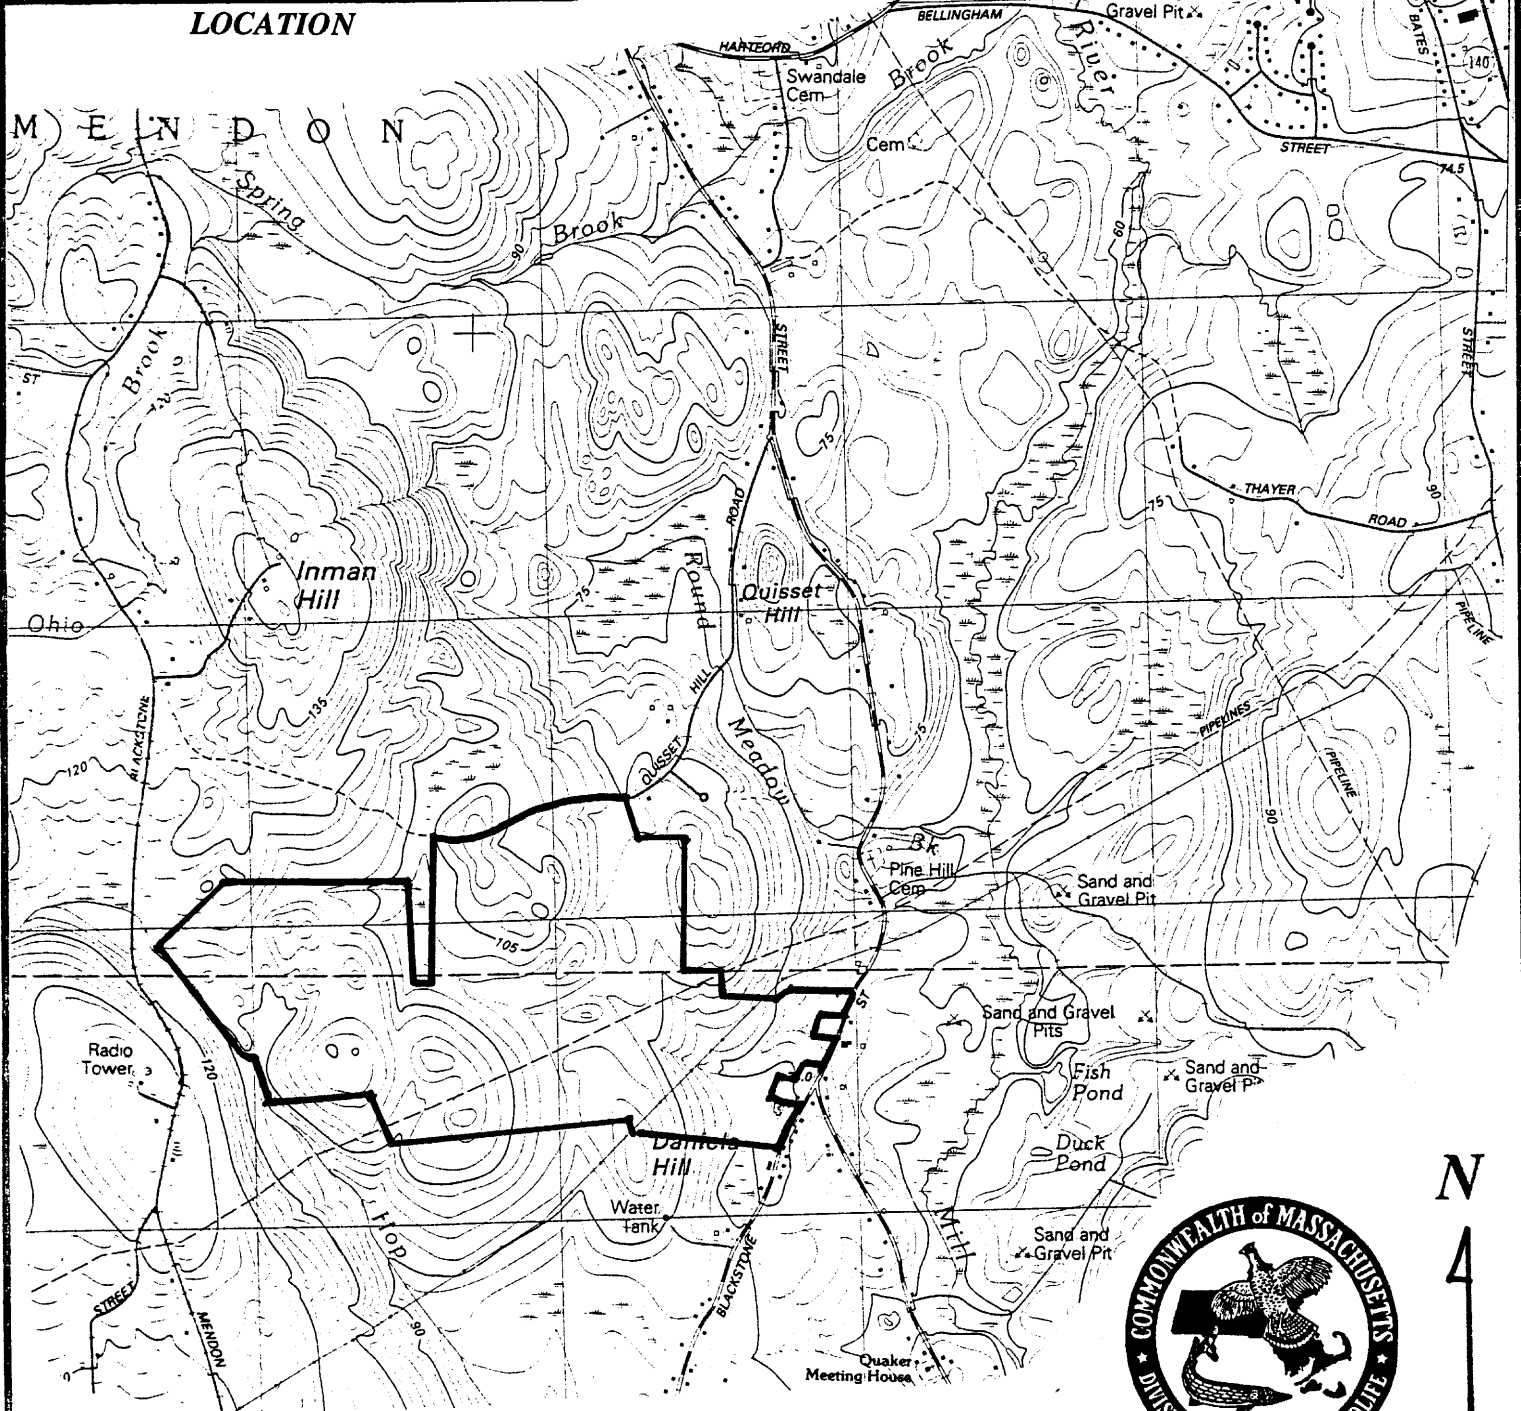 LOCATION
BELLINGHAM
Gravel Pit
River
BATES
HARTFORD
Brook
140
Swandale
Cem
MENDON
Cem
STREET
74.5
Spring
Brook
90
60
STREET
STREET
Brook
ST
75
ROAD
THAYER
ROAD
90
75
Inman
Hill
Round
75
Quisset
Hill
Ohio
PIPELINE
HILL
135
BLACKSTONE
Meadow
PIPELINES
120
QUISSET
PIPELINE
90
Bk
Pine Hill
Cem
Sand and
Gravel Pit
105
ST
Sand and Gravel
Pits
Radio
Tower
120
Fish
Pond
Sand and
Gravel P
Daniels
Hill
Duck
Pond
N
Water
Tank
Hop
Mill
Sand and
Gravel Pit
COMMONWEALTH of MASSACHUSETTS
BLACKSTONE
STREET
MENDON
90
Quaker
Meeting House